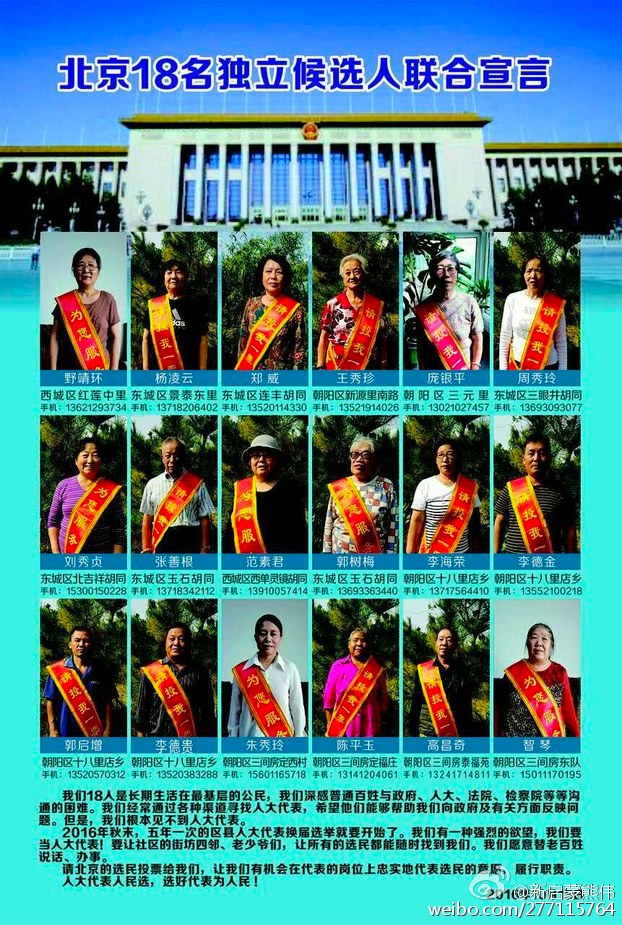 北京18名独立候选人联合宣言
野靖环 杨凌云 郑 威 王秀珍 庞银平 周秀玲
西城区红莲中里 东城区景泰东里 东城区连丰胡同 朝阳区新源里南路 朝阳区三元里 东城区三眼井胡同
手机：13621293734 手机：13718206402 手机：13520114330 手机：13521914026 手机：13021027457 手机：13693093077
刘秀贞 张善根 范素君 郭树梅 李海荣 李德金
东城区北吉祥胡同 东城区玉石胡同 西城区西单灵镜胡同 东城区玉石胡同 朝阳区十八里店乡 朝阳区十八里店乡
手机：15300150228 手机：13718342112 手机：13910057414 手机：13693363440 手机：13717564410 手机：13552100218
郭启增 李德贵 朱秀玲 陈平玉 高昌奇 智 琴
朝阳区十八里店乡 朝阳区十八里店乡 朝阳区三间房定西村 朝阳区三间房定福庄 朝阳区三间房泰福苑 朝阳区三间房东队
手机：13520570312 手机：13520383288 手机：15601165718 手机：13141204061 手机：13241714811 手机：15011170195
我们18人是长期生活在最基层的公民，我们深感普通百姓与政府、人大、法院、检察院等等沟
通的困难。我们经常通过各种渠道寻找人大代表，希望他们能够帮助我们向政府及有关方面反映问
题。但是，我们根本见不到人大代表。
2016年秋末，五年一次的区县人大代表换届选举就要开始了。我们有一种强烈的欲望，我们要
当人大代表！要让社区的街坊四邻、老少爷们，让所有的选民都能随时找到我们。我们愿意替老百姓
说话、办事。
请北京的选民投票给我们，让我们有机会在代表的岗位上忠实地代表选民的意愿，履行职责。
人大代表人民选，选好代表为人民！
@新启蒙熊伟
weibo.com/277115764